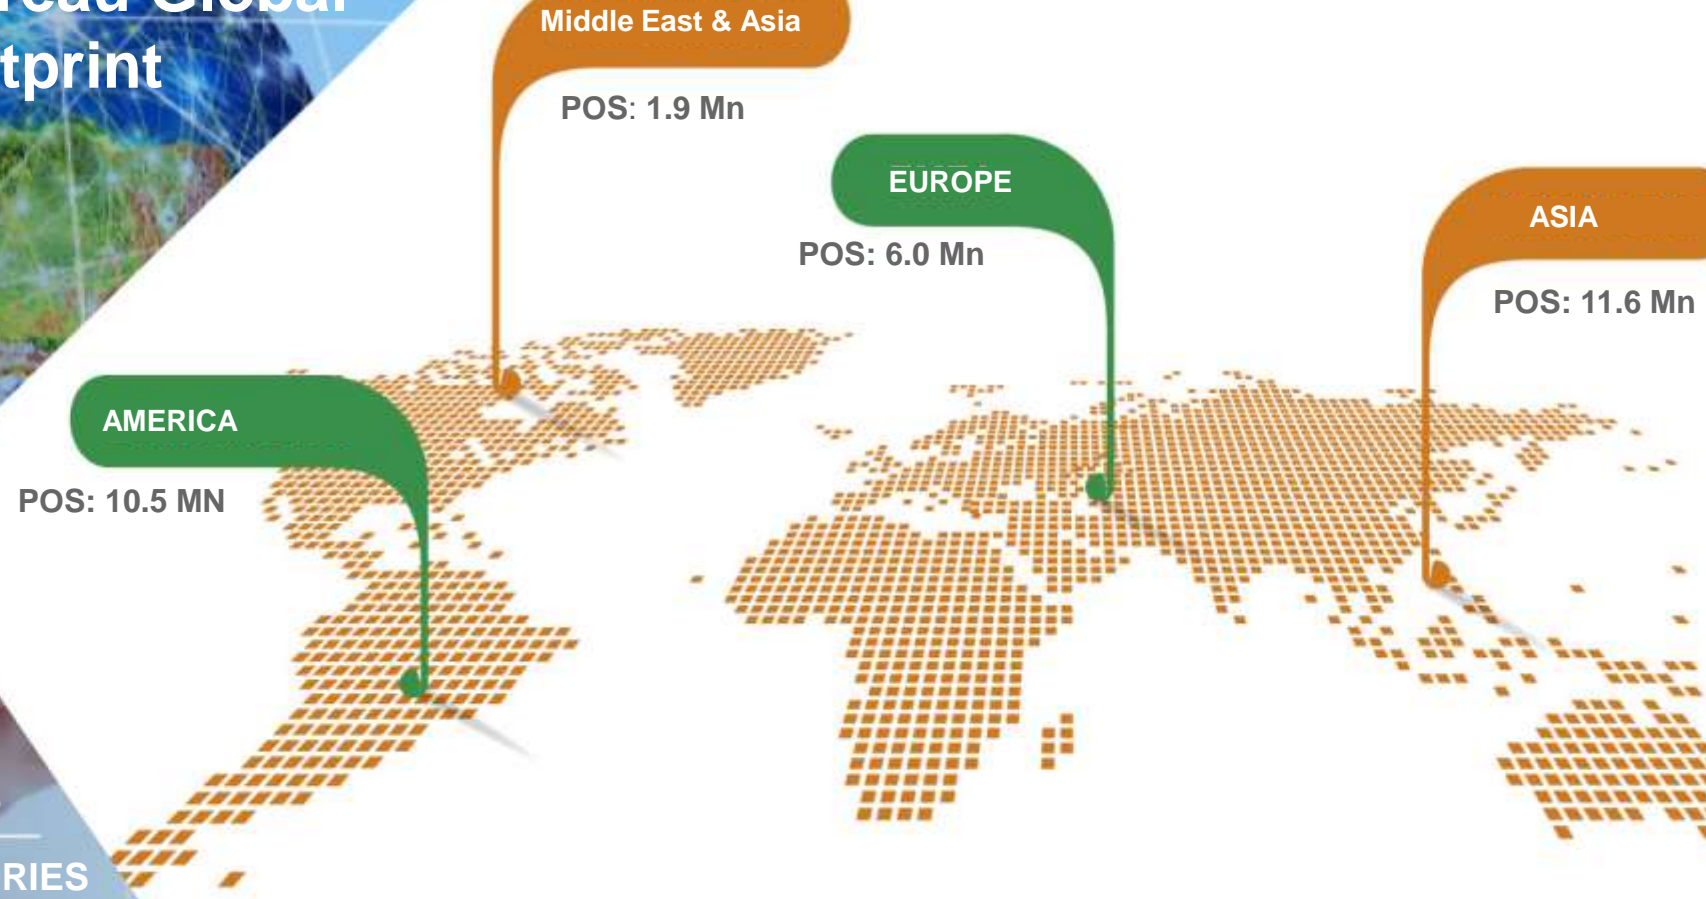 Global
tprint
Middle East & Asia
POS: 1.9 Mn
EUROPE
POS: 6.0 Mn
ASIA
POS: 11.6 Mn
AMERICA
POS: 10.5 MN
RIES